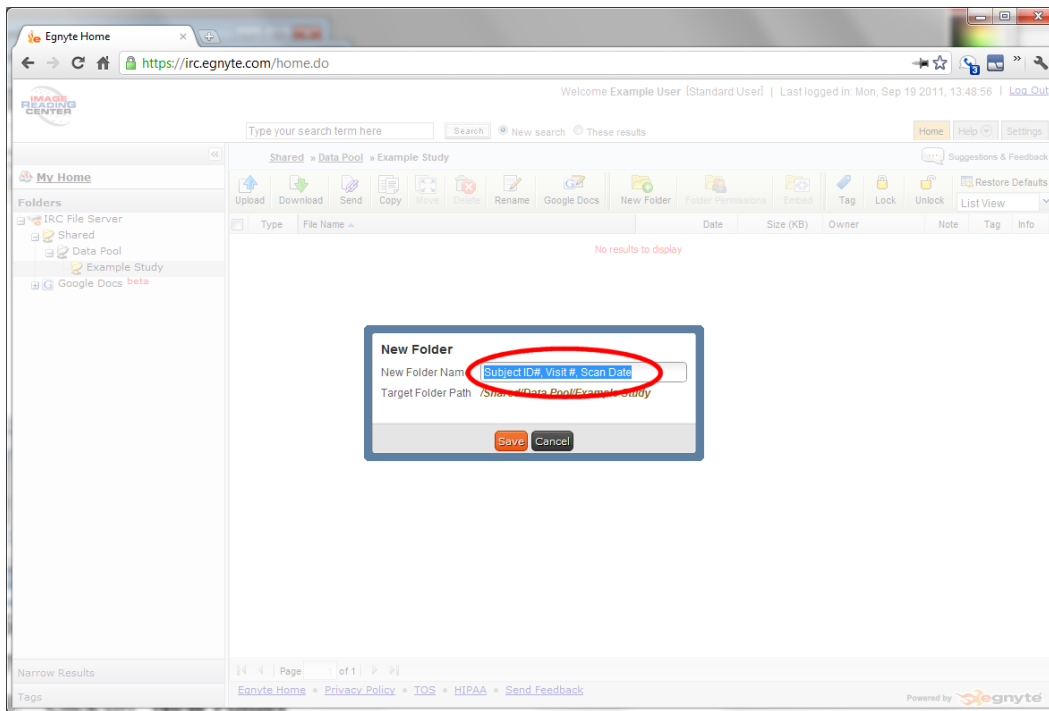 Egnyte Home
https://irc.egnyte.com/home.do
IMAGE
READING
CENTER
Welcome Example User [Standard User] | Last logged in: Mon, Sep 19 2011, 13:48:56 | Log Out
Type your search term here Search New search These results Home Help Settings
Shared » Data Pool » Example Study Suggestions & Feedback
My Home
Upload Download Send Copy Move Delete Rename Google Docs New Folder Folder Permissions Embed Tag Lock Unlock
Restore Defaults
List View
Folders
IRC File Server
Shared
Data Pool
Example Study
Google Docs beta
Type File Name Date Size (KB) Owner Note Tag Info
No results to display
New Folder
New Folder Name Subject ID#, Visit #, Scan Date
Target Folder Path /Shared/Data Pool/Example Study
Save Cancel
Narrow Results
Tags
Page of 1
Egnyte Home • Privacy Policy • TOS • HIPAA • Send Feedback
Powered by egnyte